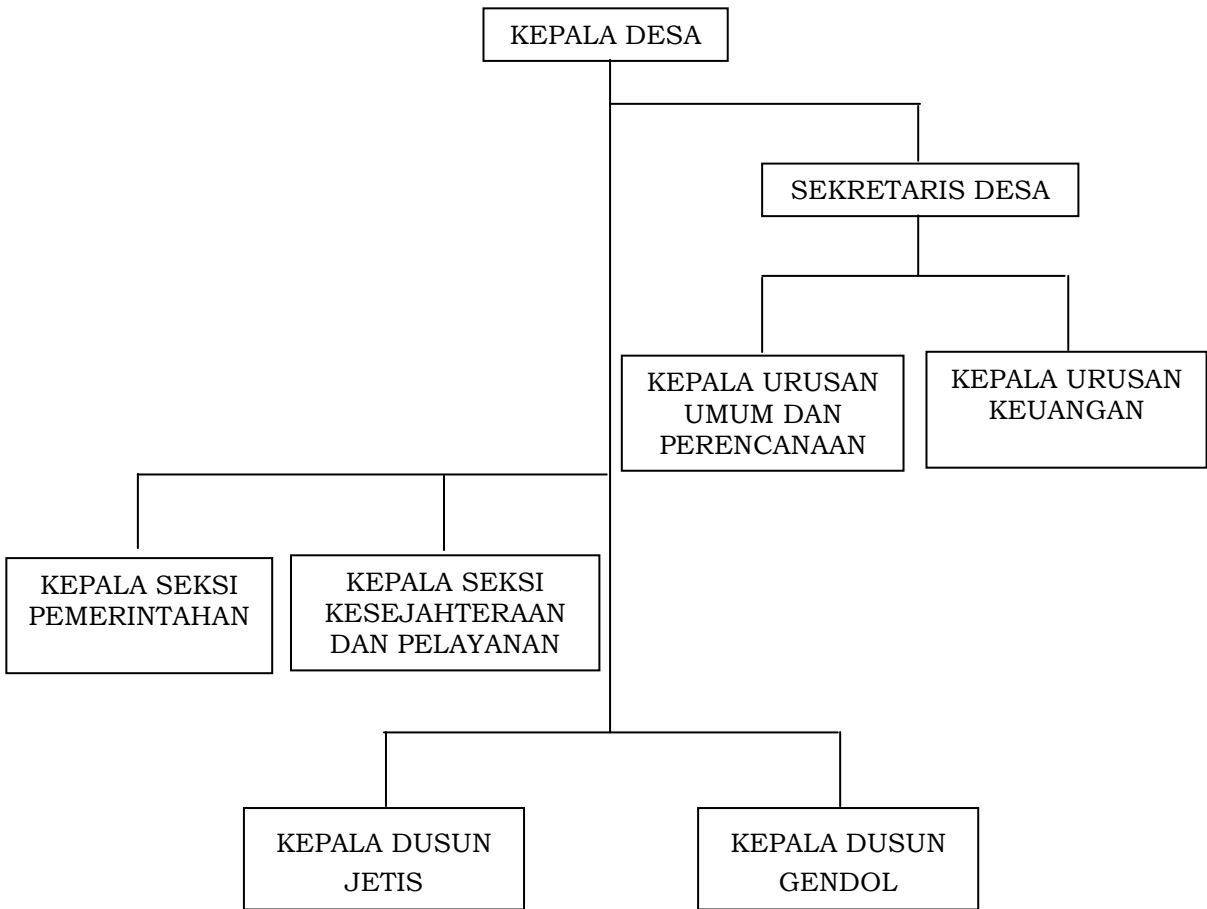 KEPALA DESA
SEKRETARIS DESA
KEPALA URUSAN
UMUM DAN
PERENCANAAN
KEPALA URUSAN
KEUANGAN
KEPALA SEKSI
PEMERINTAHAN
KEPALA SEKSI
KESEJAHTERAAN
DAN PELAYANAN
KEPALA DUSUN
JETIS
KEPALA DUSUN
GENDOL